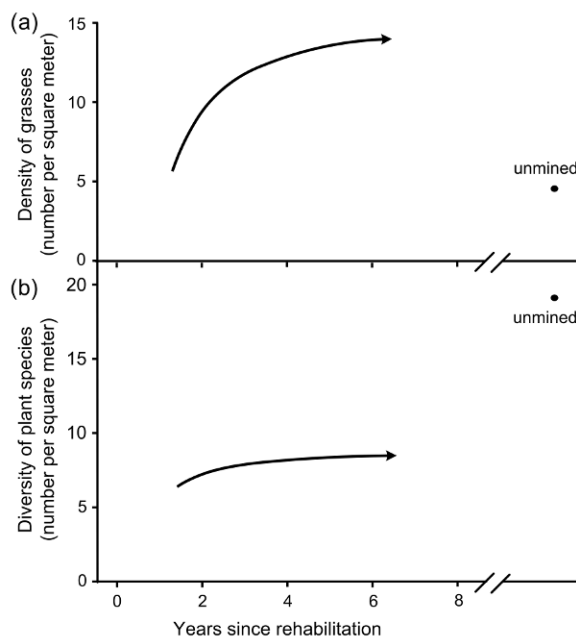 (a)
Density of grasses
(number per square meter)
15
10
5
0
unmined
(b)
Diversity of plant species
(number per square meter)
20
15
10
5
0
unmined
0 2 4 6 8
Years since rehabilitation